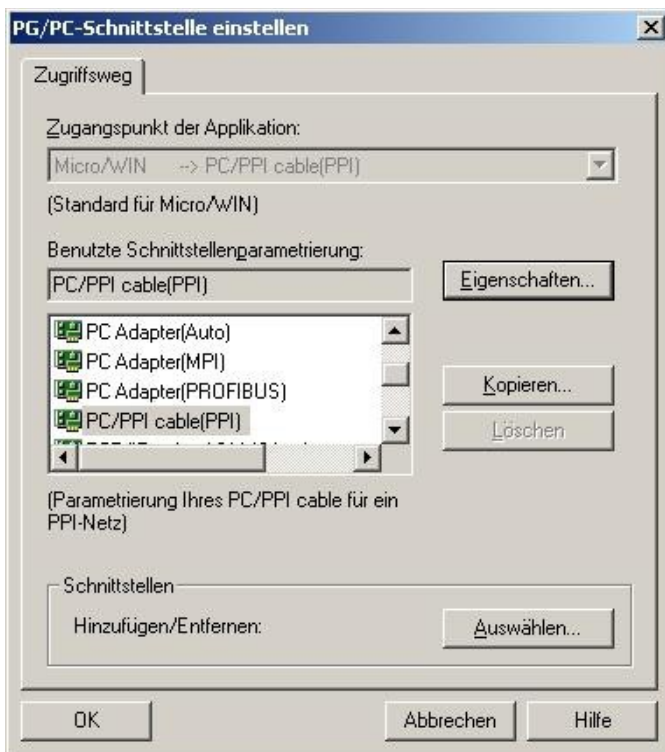 PG/PC-Schnittstelle einstellen
Zugriffsweg
Zugangspunkt der Applikation:
Micro/WIN --> PC/PPI cable(PPI)
(Standard für Micro/WIN)
Benutzte Schnittstellenparametrierung:
PC/PPI cable(PPI)
Eigenschaften...
PC Adapter(Auto)
PC Adapter(MPI)
PC Adapter(PROFIBUS)
PC/PPI cable(PPI)
Kopieren...
Löschen
(Parametrierung Ihres PC/PPI cable für ein
PPI-Netz)
Schnittstellen
Hinzufügen/Entfernen:
Auswählen...
OK
Abbrechen
Hilfe